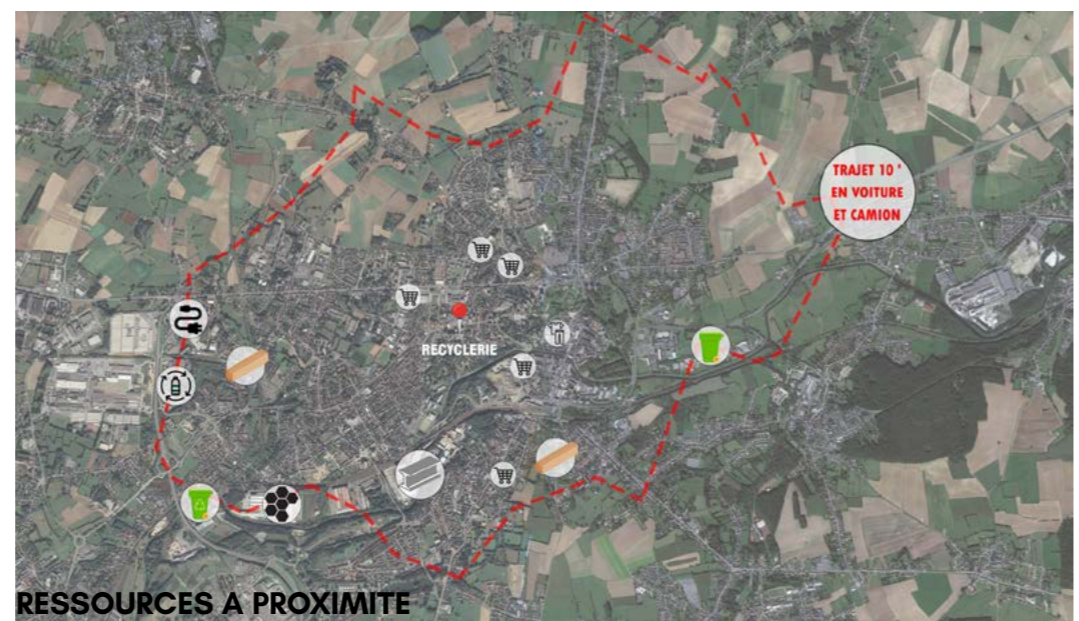 TRAJET 10 '
EN VOITURE
ET CAMION
RECYCLERIE
RESSOURCES A PROXIMITE